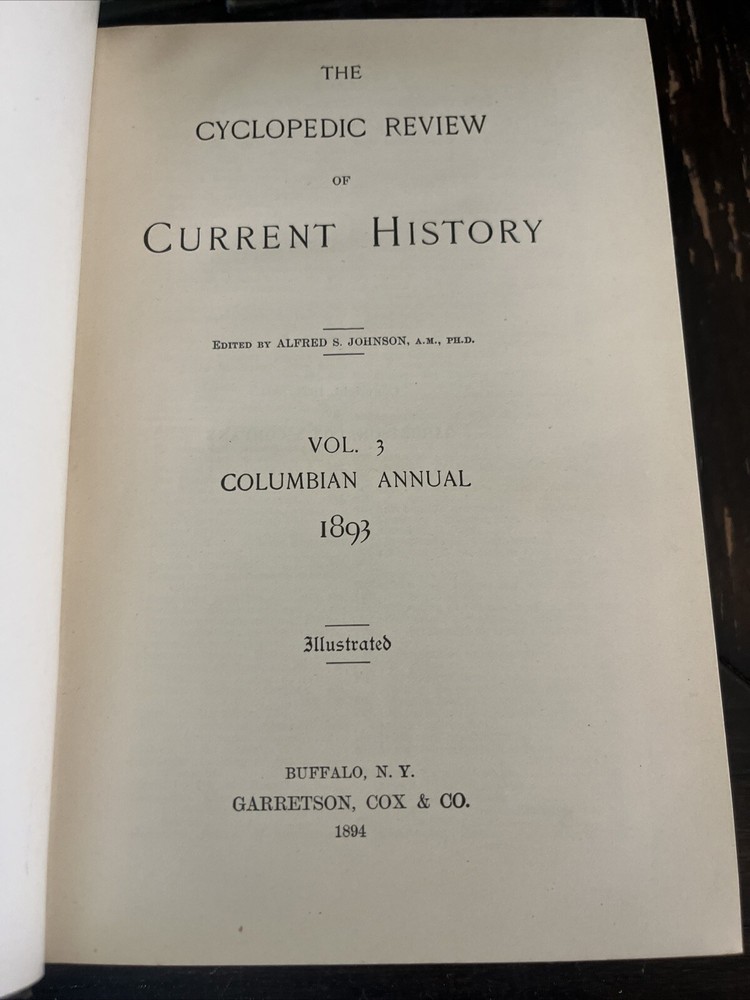 THE
CYCLOPEDIC REVIEW
OF
CURRENT HISTORY
EDITED BY ALFRED S. JOHNSON, A.M., PH.D.
VOL. 3
COLUMBIAN ANNUAL
1893
Illustrated
BUFFALO, N. Y.
GARRETSON, COX & CO.
1894